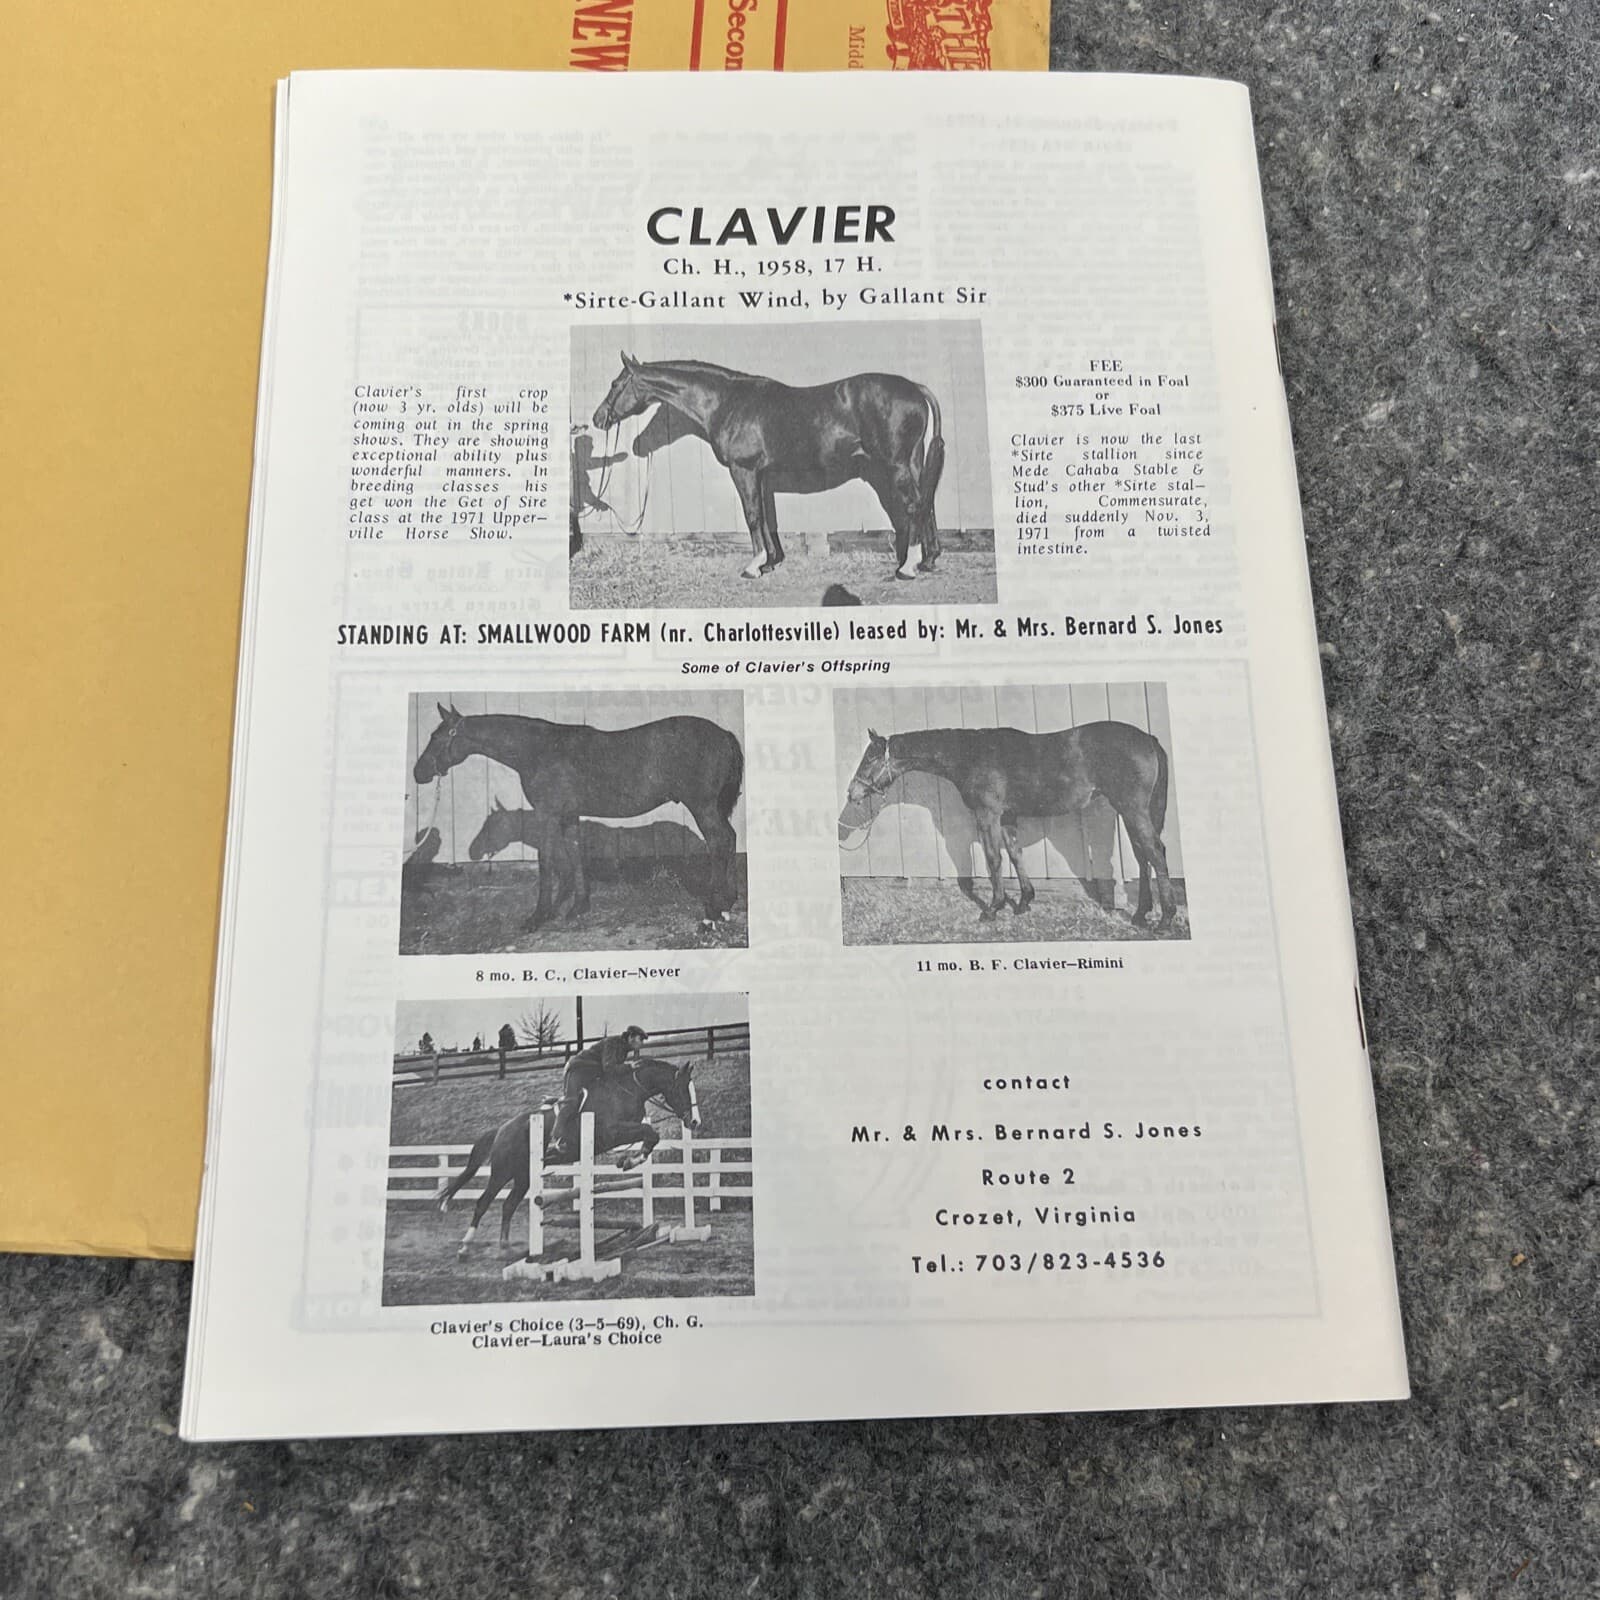 NEW
Secon
Midd
THE
CLAVIER
Ch. H., 1958, 17 H.
*Sirte-Gallant Wind, by Gallant Sir
Clavier's first crop
(now 3 yr. olds) will be
coming out in the spring
shows. They are showing
exceptional ability plus
wonderful manners. In
breeding classes his
get won the Get of Sire
class at the 1971 Upper-
ville Horse Show.
FEE
$300 Guaranteed in Foal
or
$375 Live Foal
Clavier is now the last
*Sirte stallion since
Mede Cahaba Stable &
Stud's other *Sirte stal-
lion, Commensurate,
died suddenly Nov. 3,
1971 from a twisted
intestine.
STANDING AT: SMALLWOOD FARM (nr. Charlottesville) leased by: Mr. & Mrs. Bernard S. Jones
Some of Clavier's Offspring
8 mo. B. C., Clavier-Never
11 mo. B. F. Clavier-Rimini
Clavier's Choice (3-5-69), Ch. G.
Clavier-Laura's Choice
contact
Mr. & Mrs. Bernard S. Jones
Route 2
Crozet, Virginia
Tel.: 703/823-4536